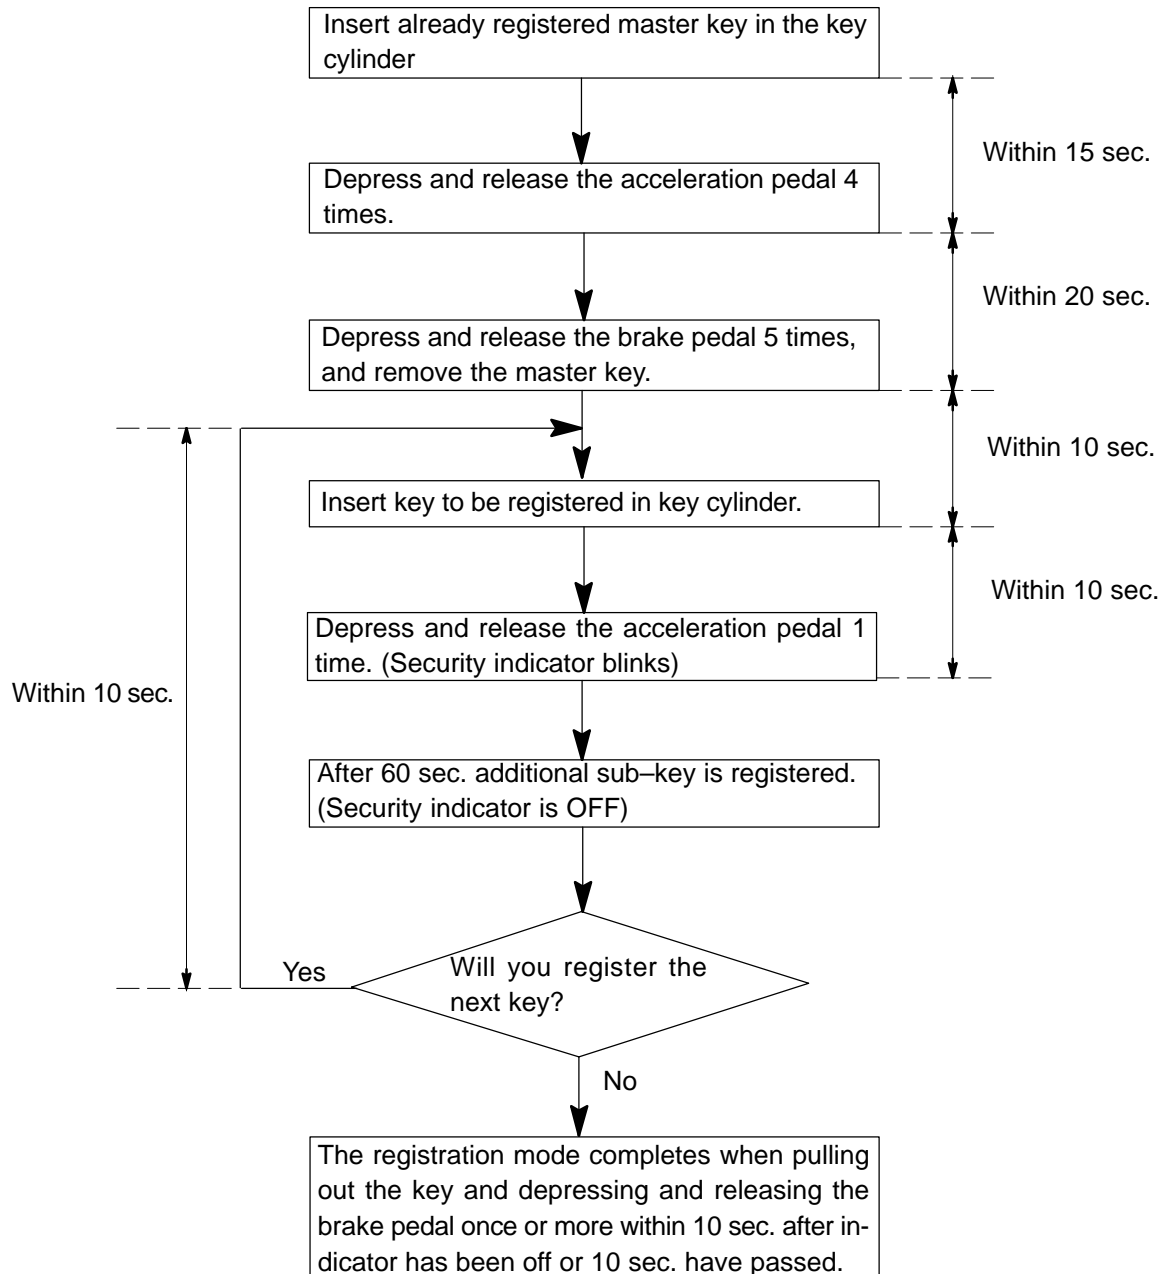 Insert already registered master key in the key
cylinder
Within 15 sec.
Depress and release the acceleration pedal 4
times.
Within 20 sec.
Depress and release the brake pedal 5 times,
and remove the master key.
Within 10 sec.
Insert key to be registered in key cylinder.
Within 10 sec.
Depress and release the acceleration pedal 1
time. (Security indicator blinks)
Within 10 sec.
After 60 sec. additional sub–key is registered.
(Security indicator is OFF)
Will you register the
next key?
Yes
No
The registration mode completes when pulling
out the key and depressing and releasing the
brake pedal once or more within 10 sec. after in-
dicator has been off or 10 sec. have passed.